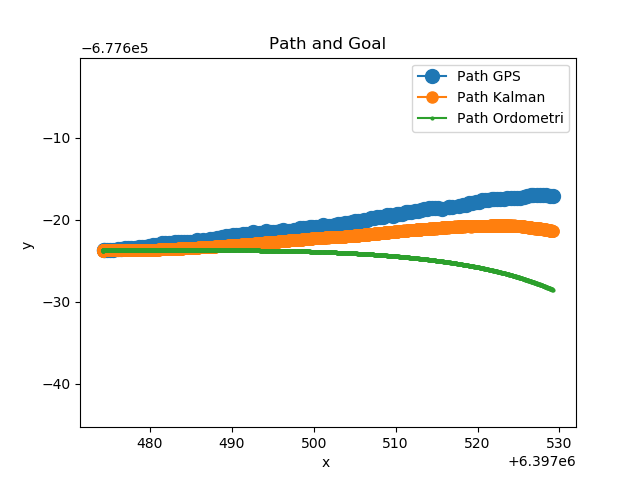 Path and Goal
−6.776e5
Path GPS
Path Kalman
Path Ordometri
−10
−20
−30
−40
y
480
490
500
510
520
530
x
+6.397e6